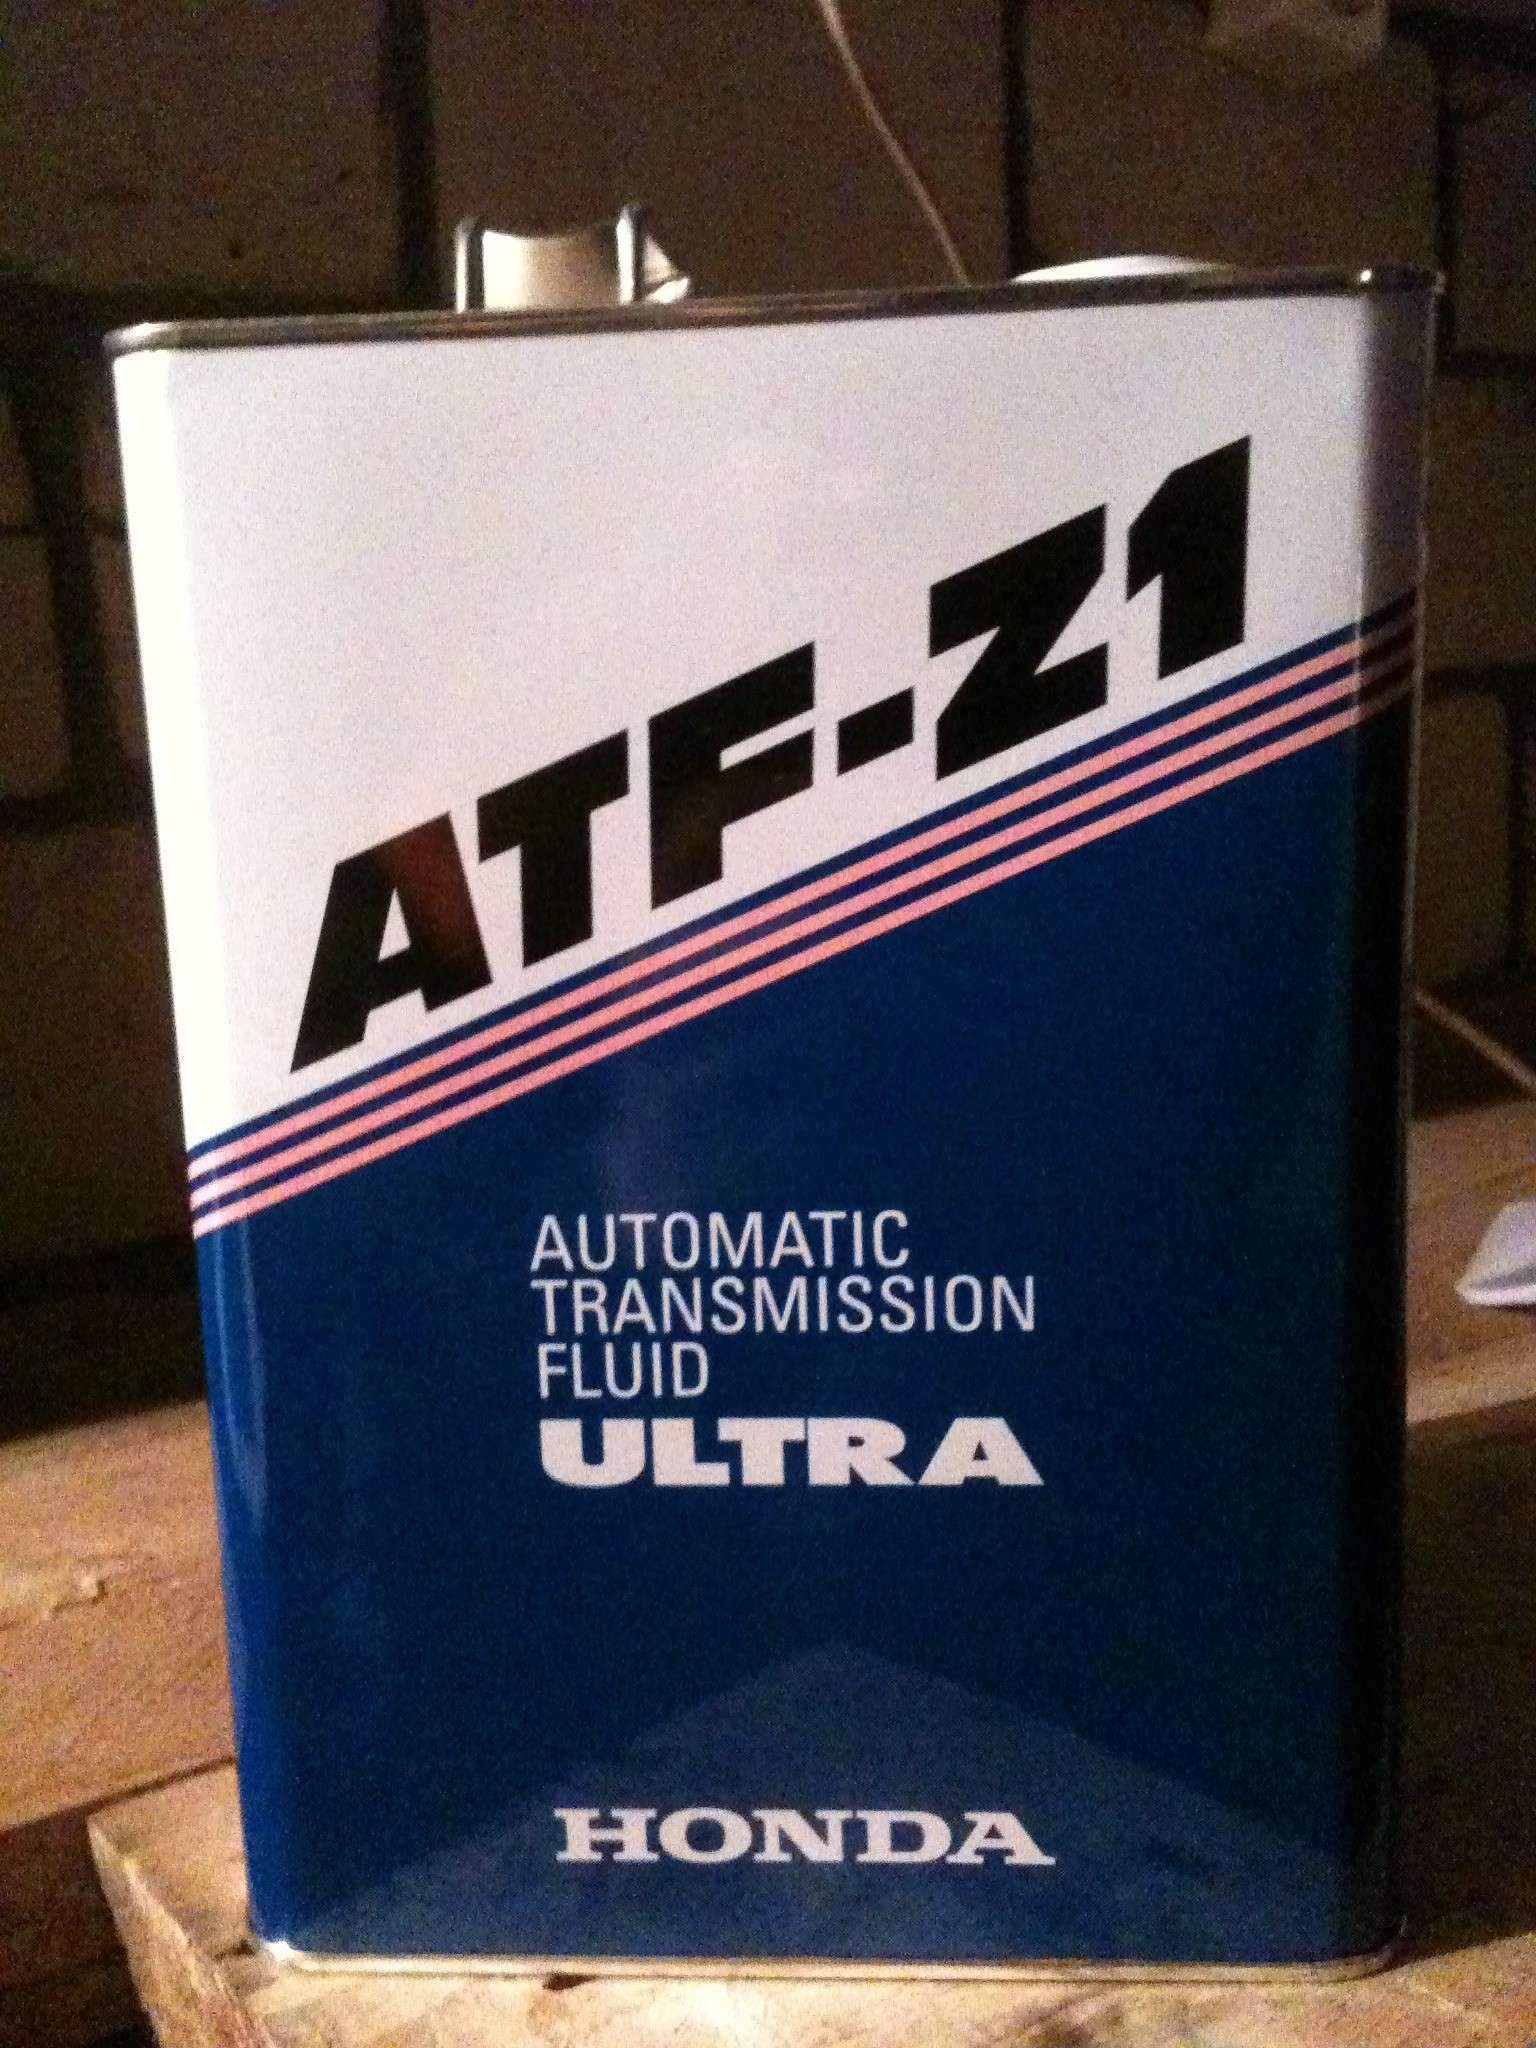 ATF-Z1
AUTOMATIC
TRANSMISSION
FLUID
ULTRA
HONDA